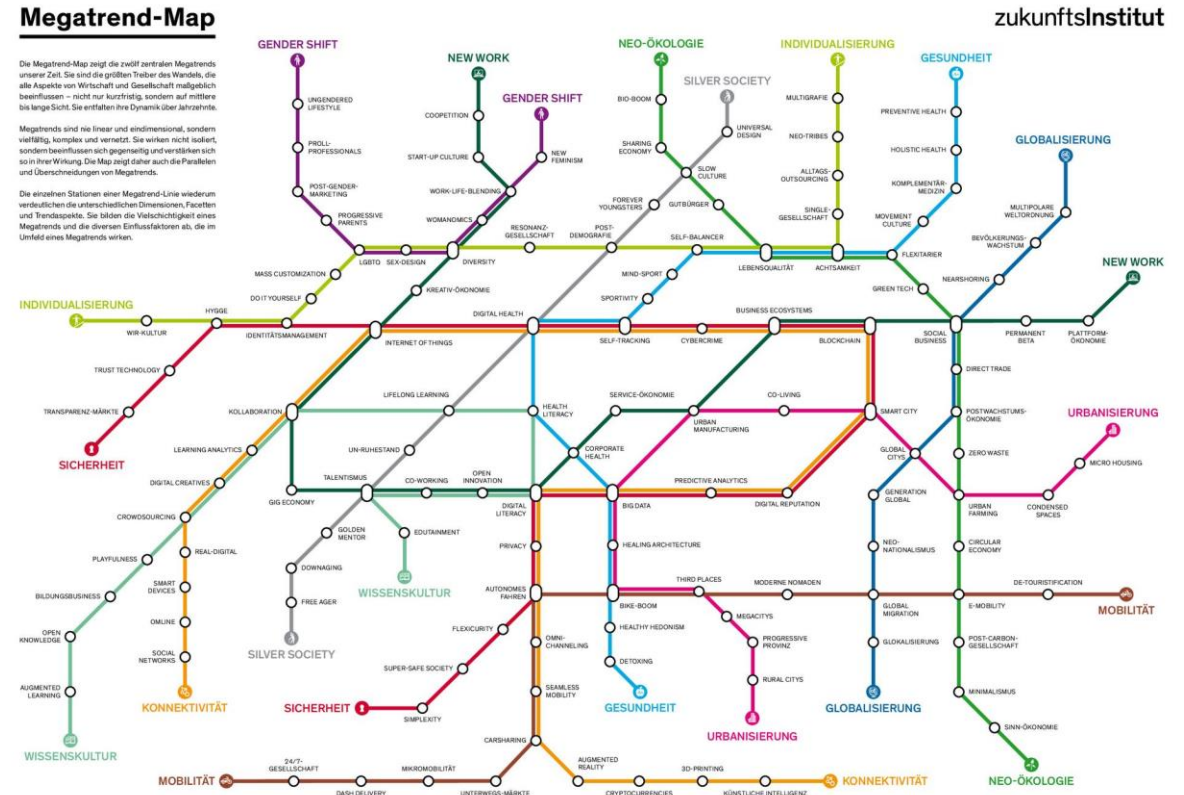 Megatrend-Map
zukunftsInstitut
Die Megatrend-Map zeigt die zwölf zentralen Megatrends
unserer Zeit. Sie sind die größten Treiber des Wandels, die
alle Aspekte von Wirtschaft und Gesellschaft maßgeblich
beeinflussen – nicht nur kurzfristig, sondern auf mittlere
bis lange Sicht. Sie entfalten ihre Dynamik über Jahrzehnte.
Megatrends sind nie linear und eindimensional, sondern
vielfältig, komplex und vernetzt. Sie wirken nicht isoliert,
sondern beeinflussen sich gegenseitig und verstärken sich
so in ihrer Wirkung. Die Map zeigt daher auch die Parallelen
und Überschneidungen von Megatrends.
Die einzelnen Stationen einer Megatrend-Linie wiederum
verdeutlichen die unterschiedlichen Dimensionen, Facetten
und Trendaspekte. Sie bilden die Vielschichtigkeit eines
Megatrends und die diversen Einflussfaktoren ab, die im
Umfeld eines Megatrends wirken.
GENDER SHIFT
UNGENDERED
LIFESTYLE
PROLL-
PROFESSIONALS
POST-GENDER-
MARKETING
PROGRESSIVE
PARENTS
LGBTQ
SEX-DESIGN
DIVERSITY
NEW WORK
COOPETITION
START-UP CULTURE
WORK-LIFE-BLENDING
WOMANOMICS
GENDER SHIFT
NEW
FEMINISM
NEO-ÖKOLOGIE
BIO-BOOM
SHARING
ECONOMY
SILVER SOCIETY
UNIVERSAL
DESIGN
SLOW
CULTURE
FOREVER
YOUNGSTERS
GUTBÜRGER
POST-
DEMOGRAFIE
RESONANZ-
GESELLSCHAFT
SELF-BALANCER
INDIVIDUALISIERUNG
MULTIGRAFIE
NEO-TRIBES
ALLTAGS-
OUTSOURCING
SINGLE-
GESELLSCHAFT
GESUNDHEIT
PREVENTIVE HEALTH
HOLISTIC HEALTH
KOMPLEMENTÄR-
MEDIZIN
MOVEMENT
CULTURE
FLEXITARIER
LEBENSQUALITÄT
ACHTSAMKEIT
GREEN TECH
GLOBALISIERUNG
MULTIPOLARE
WELTORDNUNG
BEVÖLKERUNGS-
WACHSTUM
NEARSHORING
NEW WORK
MASS CUSTOMIZATION
DO IT YOURSELF
KREATIV-ÖKONOMIE
MIND-SPORT
SPORTIVITY
INDIVIDUALISIERUNG
WIR-KULTUR
HYGGE
IDENTITÄTSMANAGEMENT
INTERNET OF THINGS
DIGITAL HEALTH
SELF-TRACKING
CYBERCRIME
BUSINESS ECOSYSTEMS
BLOCKCHAIN
SOCIAL
BUSINESS
PERMANENT
BETA
PLATTFORM-
ÖKONOMIE
TRUST TECHNOLOGY
TRANSPARENZ-MÄRKTE
SICHERHEIT
DIRECT TRADE
KOLLABORATION
LIFELONG LEARNING
HEALTH
LITERACY
SERVICE-ÖKONOMIE
URBAN
MANUFACTURING
CO-LIVING
SMART CITY
POSTWACHSTUMS-
ÖKONOMIE
URBANISIERUNG
MICRO HOUSING
LEARNING ANALYTICS
UN-RUHESTAND
CORPORATE
HEALTH
GLOBAL
CITYS
ZERO WASTE
DIGITAL CREATIVES
GIG ECONOMY
TALENTISMUS
CO-WORKING
OPEN
INNOVATION
DIGITAL
LITERACY
BIG DATA
PREDICTIVE ANALYTICS
DIGITAL REPUTATION
GENERATION
GLOBAL
URBAN
FARMING
CONDENSED
SPACES
CROWDSOURCING
GOLDEN
MENTOR
EDUTAINMENT
PRIVACY
HEALING ARCHITECTURE
NEO-
NATIONALISMUS
CIRCULAR
ECONOMY
PLAYFULNESS
REAL-DIGITAL
DOWNAGING
WISSENSKULTUR
BILDUNGSBUSINESS
SMART
DEVICES
FREE AGER
AUTONOMES
FAHREN
BIKE-BOOM
THIRD PLACES
MODERNE NOMADEN
GLOBAL
MIGRATION
E-MOBILITY
DE-TOURISTIFICATION
MOBILITÄT
OPEN
KNOWLEDGE
OMLINE
SILVER SOCIETY
FLEXICURITY
OMNI-
CHANNELING
HEALTHY HEDONISM
MEGACITYS
PROGRESSIVE
PROVINZ
GLOKALISIERUNG
POST-CARBON-
GESELLSCHAFT
SOCIAL
NETWORKS
SUPER-SAFE SOCIETY
DETOXING
RURAL CITYS
AUGMENTED
LEARNING
KONNEKTIVITÄT
SICHERHEIT
SIMPLEXITY
SEAMLESS
MOBILITY
GESUNDHEIT
URBANISIERUNG
GLOBALISIERUNG
MINIMALISMUS
SINN-ÖKONOMIE
WISSENSKULTUR
CARSHARING
MOBILITÄT
24/7-
GESELLSCHAFT
DASH DELIVERY
MIKROMOBILITÄT
UNTERWEGS-MÄRKTE
AUGMENTED
REALITY
CRYPTOCURRENCIES
3D-PRINTING
KÜNSTLICHE INTELLIGENZ
KONNEKTIVITÄT
NEO-ÖKOLOGIE